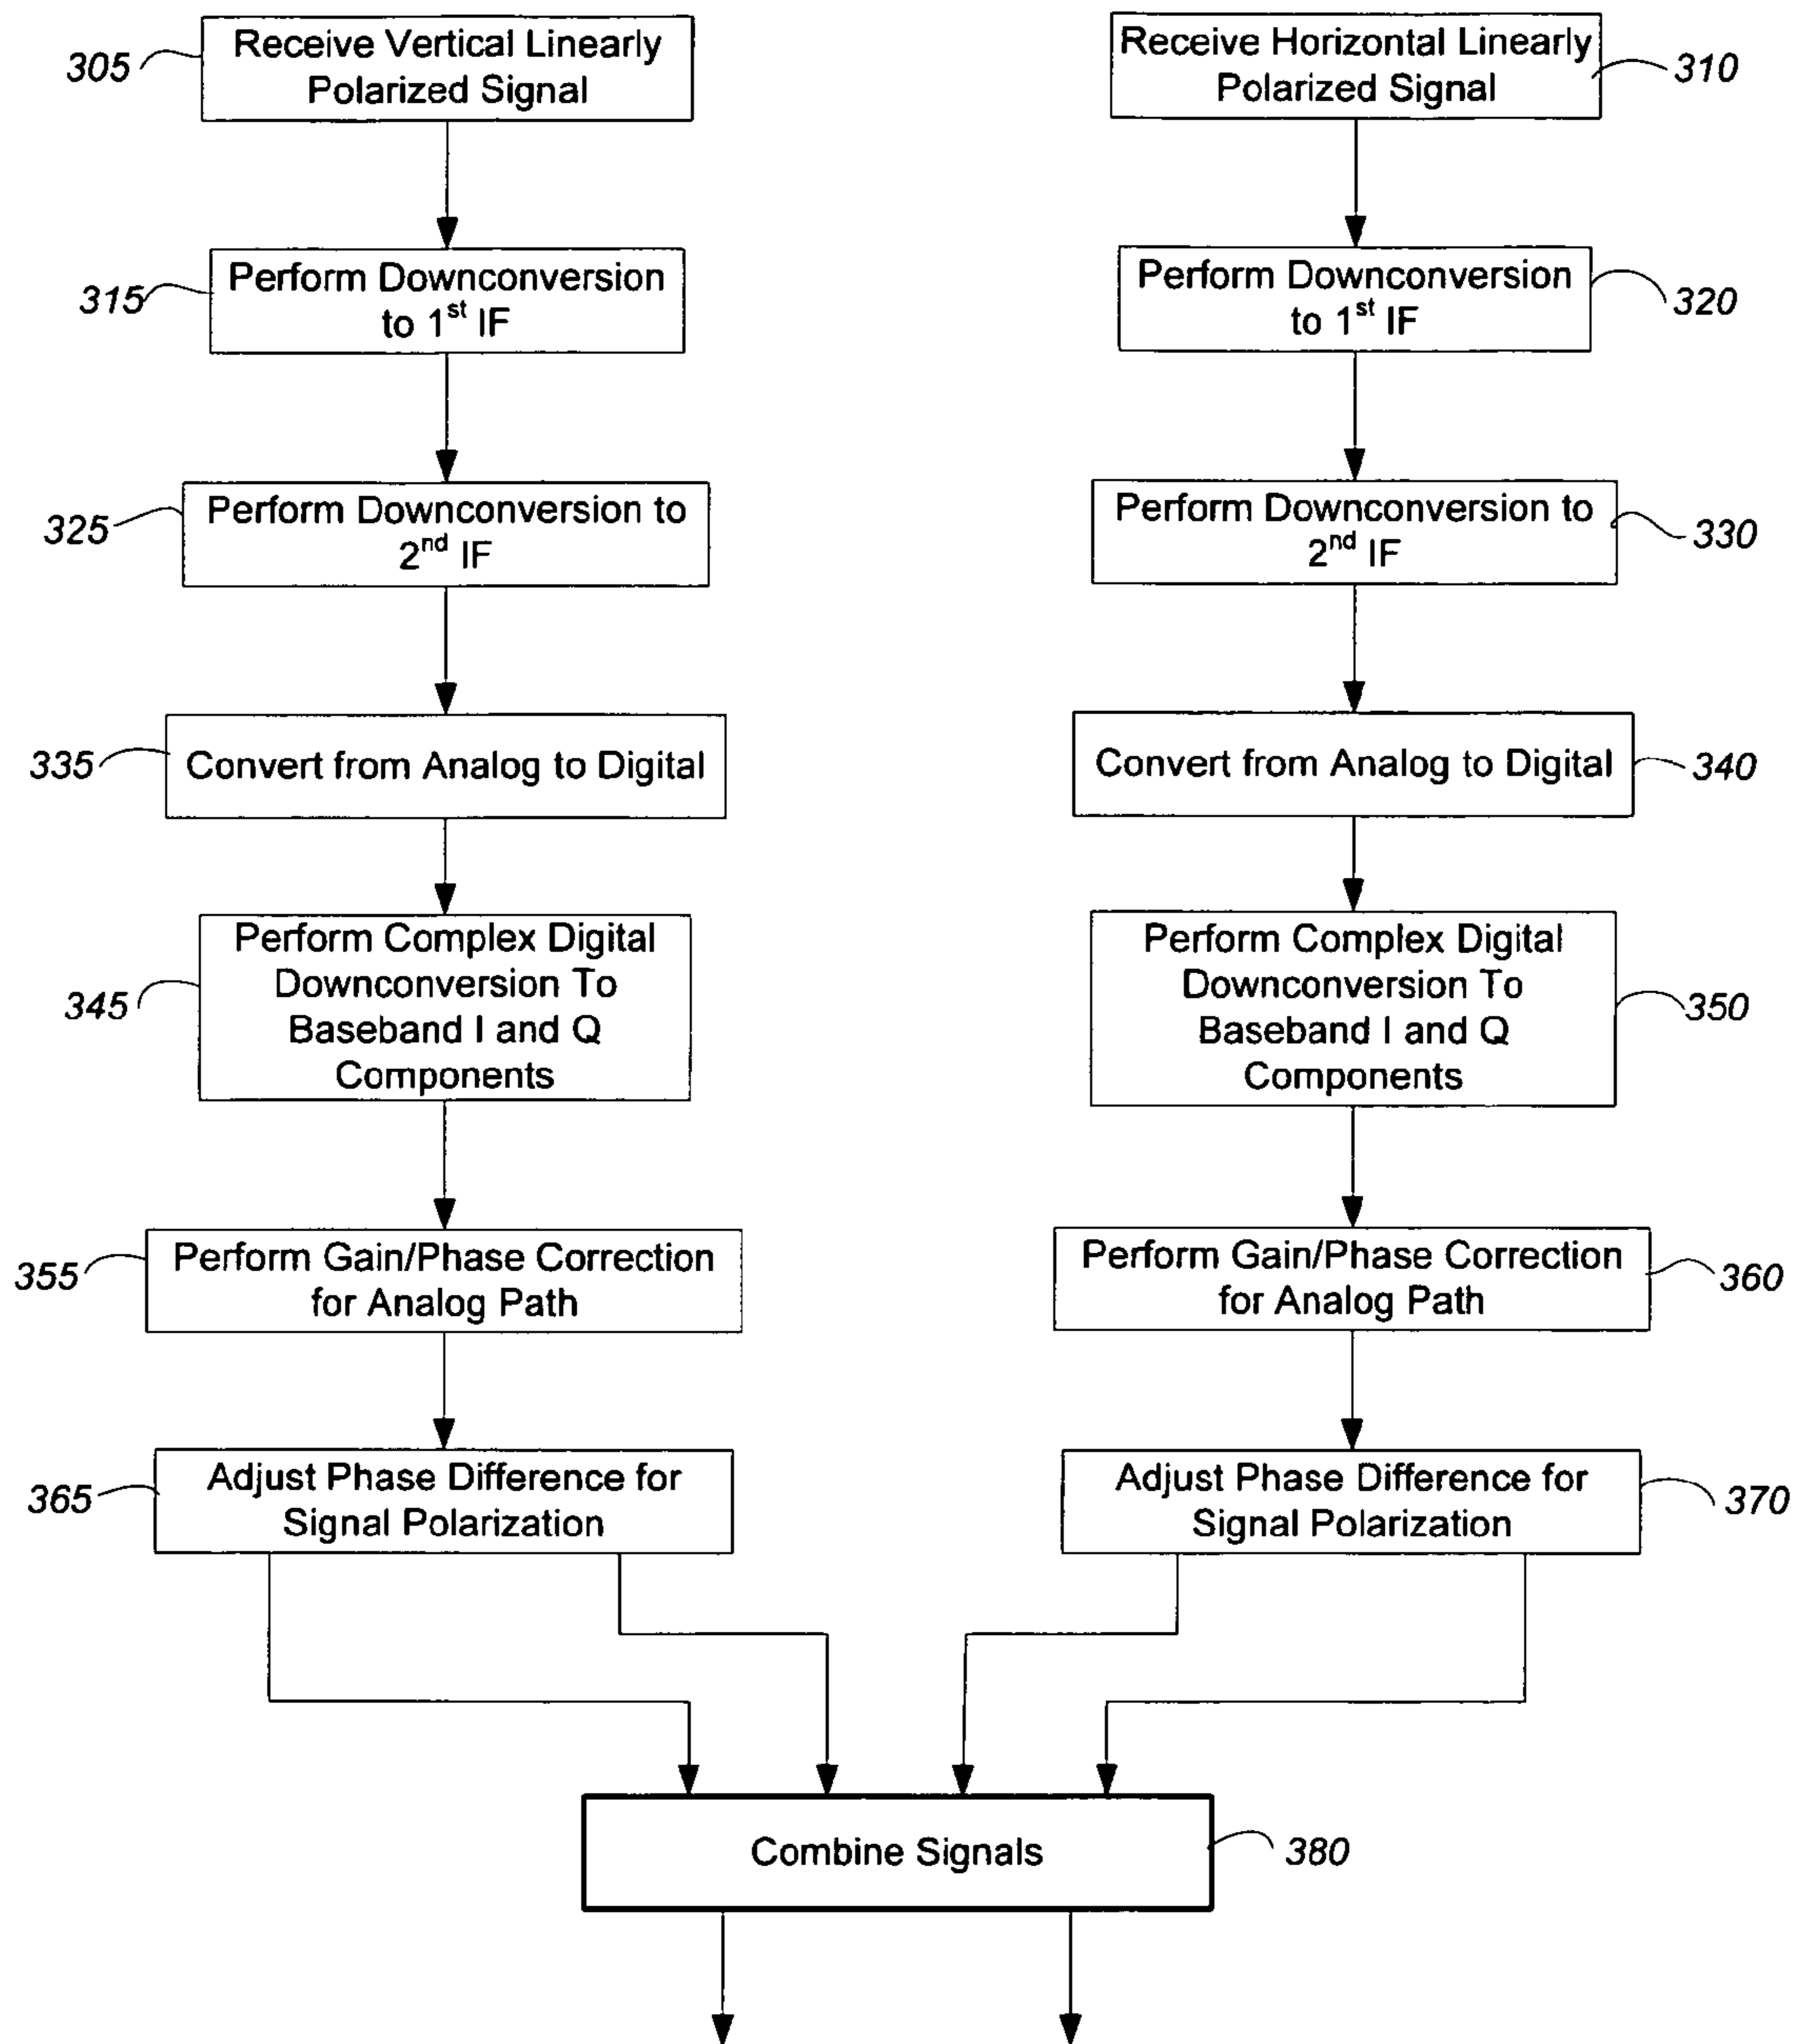 305
Receive Vertical Linearly
Polarized Signal
Receive Horizontal Linearly
Polarized Signal
310
315
Perform Downconversion
to 1st IF
Perform Downconversion
to 1st IF
320
325
Perform Downconversion to
2nd IF
Perform Downconversion to
2nd IF
330
335
Convert from Analog to Digital
Convert from Analog to Digital
340
345
Perform Complex Digital
Downconversion To
Baseband I and Q
Components
Perform Complex Digital
Downconversion To
Baseband I and Q
Components
350
355
Perform Gain/Phase Correction
for Analog Path
Perform Gain/Phase Correction
for Analog Path
360
365
Adjust Phase Difference for
Signal Polarization
Adjust Phase Difference for
Signal Polarization
370
Combine Signals
380